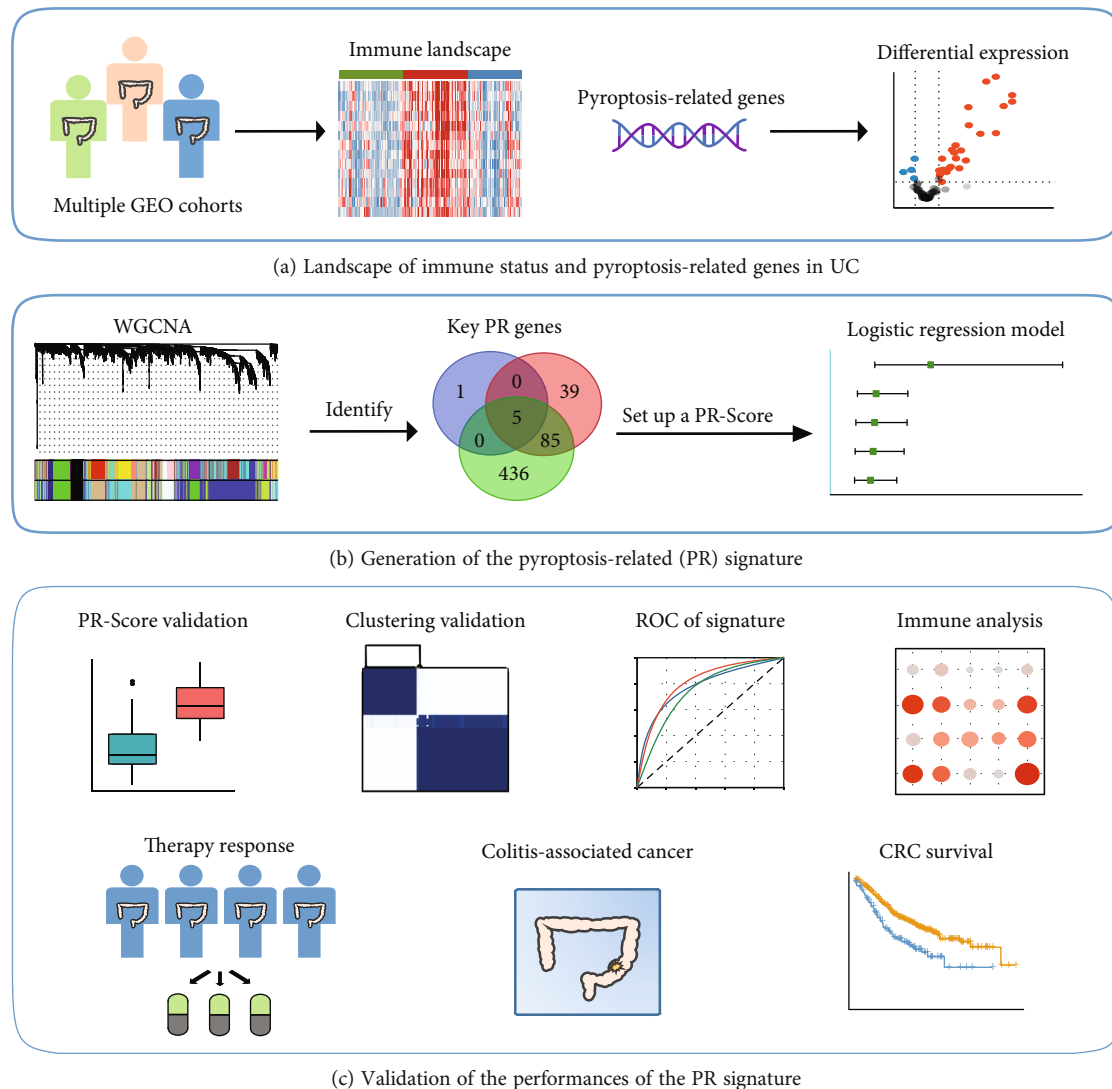 Immune landscape
Differential expression
Pyroptosis-related genes
Multiple GEO cohorts
(a) Landscape of immune status and pyroptosis-related genes in UC
WGCNA
Key PR genes
Logistic regression model
1
0
39
Identify
5
Set up a PR-Score
0
85
436
(b) Generation of the pyroptosis-related (PR) signature
PR-Score validation
Clustering validation
ROC of signature
Immune analysis
Therapy response
Colitis-associated cancer
CRC survival
(c) Validation of the performances of the PR signature